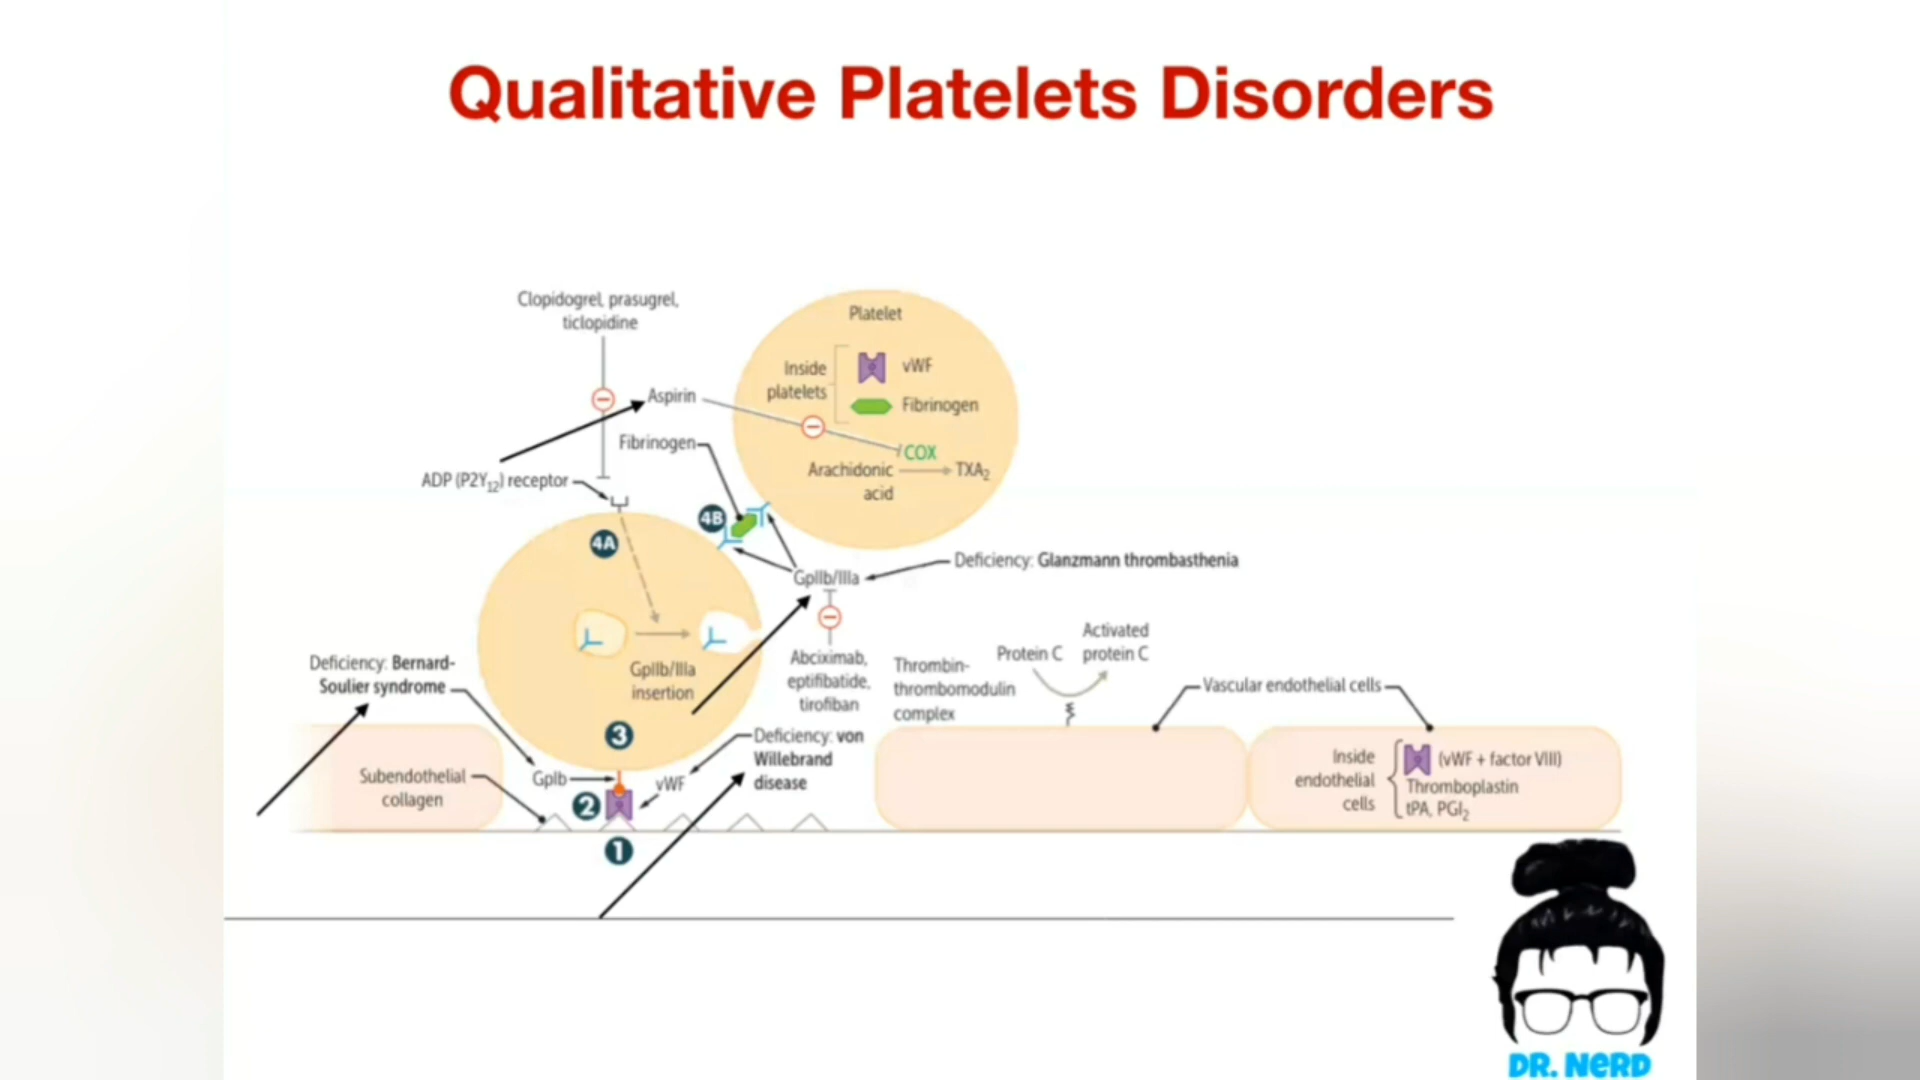 Qualitative Platelets Disorders
Clopidogrel, prasugrel,
ticlopidine
Platelet
Inside
platelets
vWF
Fibrinogen
Aspirin
Fibrinogen
COX
Arachidonic
acid
TXA2
ADP (P2Y12) receptor
4B
4A
Deficiency: Glanzmann thrombasthenia
GpIIb/IIIa
GpIIb/IIIa
insertion
Abciximab,
eptifibatide,
tirofiban
Deficiency: Bernard-
Soulier syndrome
Thrombin-
thrombomodulin
complex
Protein C
Activated
protein C
Vascular endothelial cells
3
Deficiency: von
Willebrand
disease
Subendothelial
collagen
GpIb
vWF
2
1
Inside
endothelial
cells
(vWF + factor VIII)
Thromboplastin
tPA, PGI2
DR. NeRD